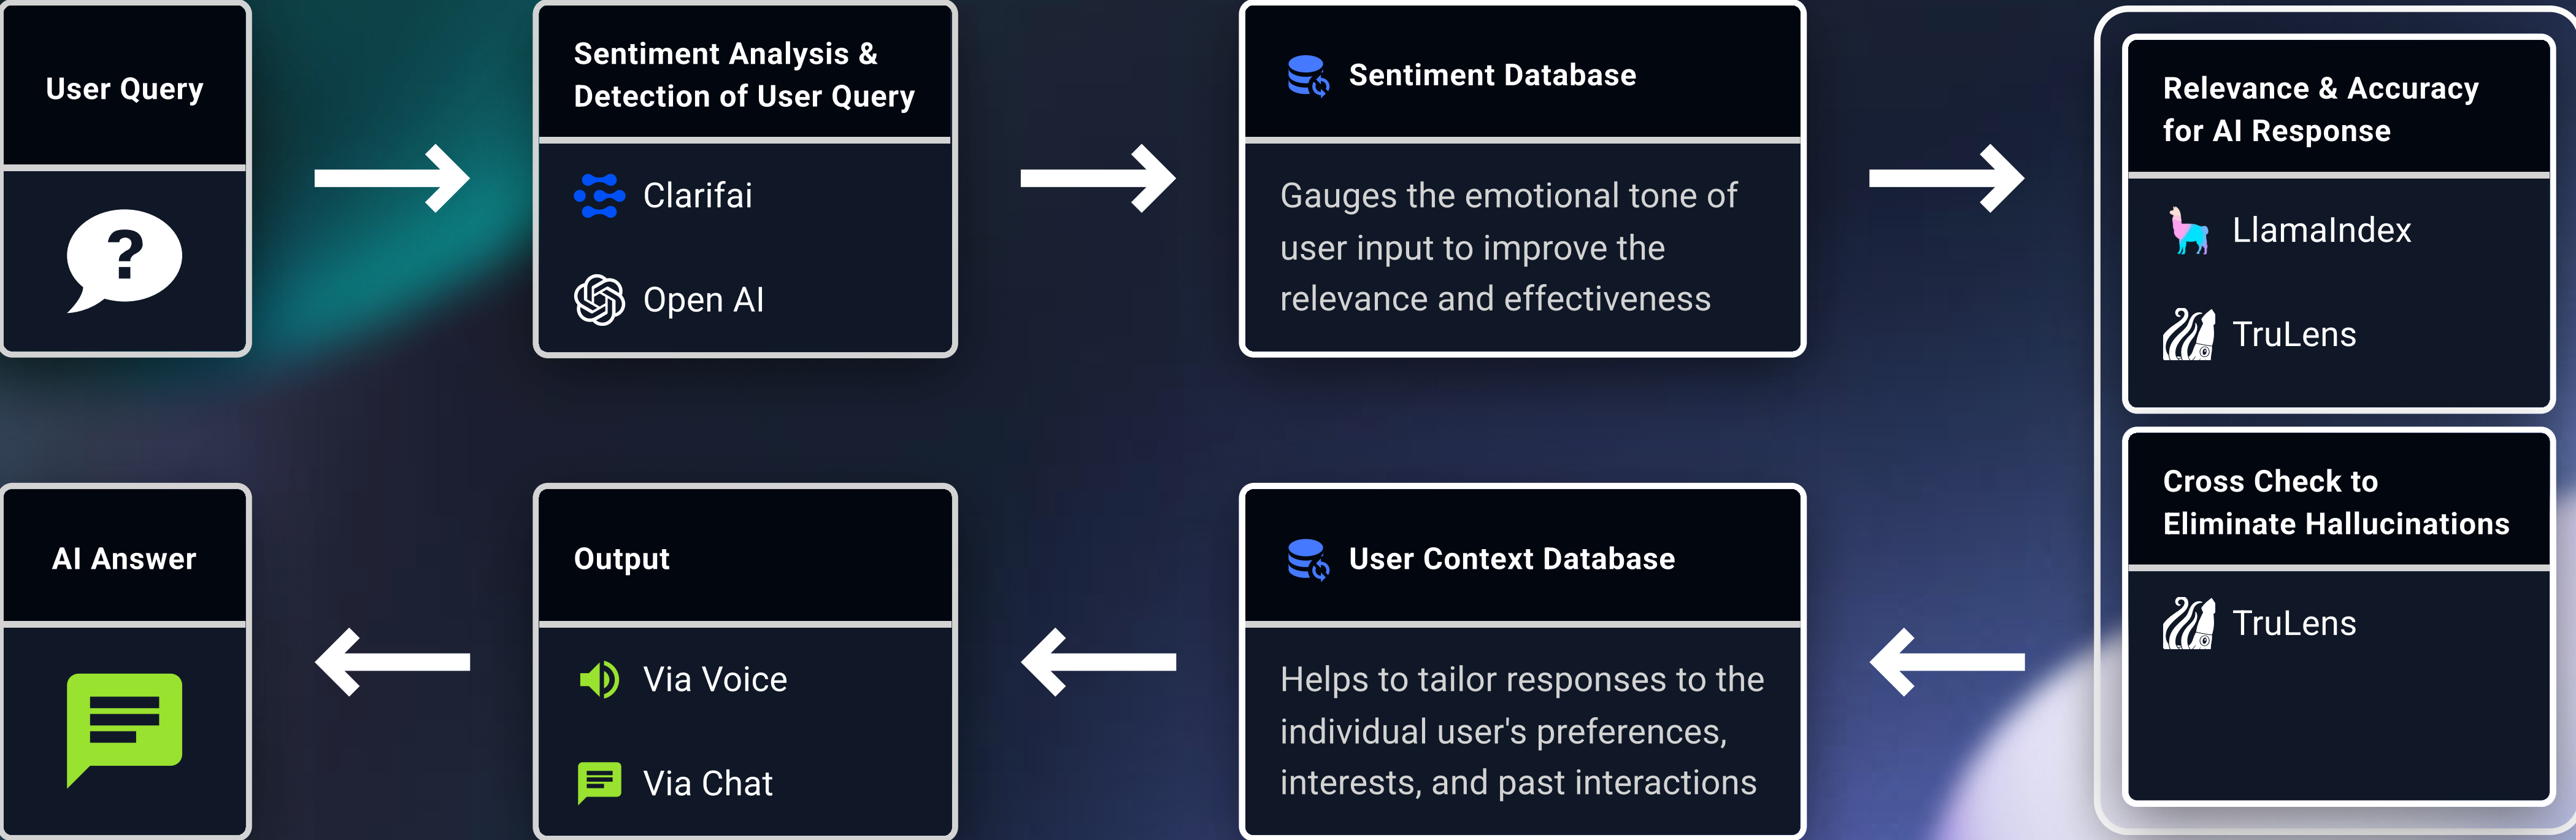 User Query
?
Sentiment Analysis &
Detection of User Query
Clarifai
Open AI
Sentiment Database
Gauges the emotional tone of
user input to improve the
relevance and effectiveness
Relevance & Accuracy
for AI Response
LlamaIndex
TruLens
Cross Check to
Eliminate Hallucinations
TruLens
User Context Database
Helps to tailor responses to the
individual user's preferences,
interests, and past interactions
Output
Via Voice
Via Chat
AI Answer